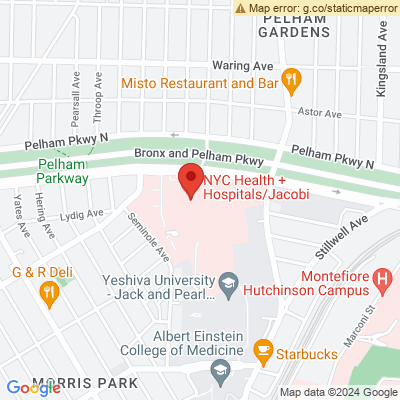 Map error: g.co/staticmaperror
PELHAM
GARDENS
Kingsland Ave
Waring Ave
Misto Restaurant and Bar
Pearsall Ave
Throop Ave
Astor Ave
Pelham Pkwy N
Bronx and Pelham Pkwy
Pelham Pkwy N
Pelham
Parkway
NYC Health +
Hospitals/Jacobi
Yates Ave
Hering Ave
Lydig Ave
Seminole Ave
Stillwell Ave
G & R Deli
Yeshiva University
- Jack and Pearl...
Montefiore
Hutchinson Campus
Marconi St
Albert Einstein
College of Medicine
Starbucks
MORRIS PARK
Google
Map data ©2024 Google